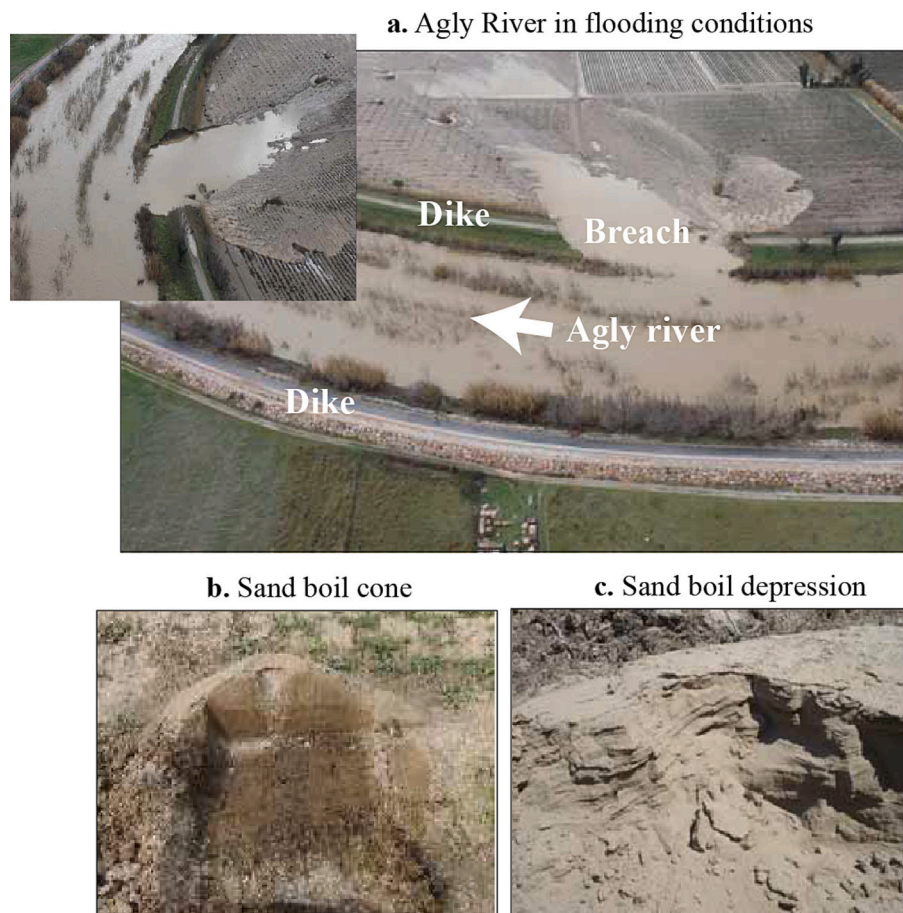 a. Agly River in flooding conditions
Dike
Breach
Agly river
Dike
b. Sand boil cone
c. Sand boil depression